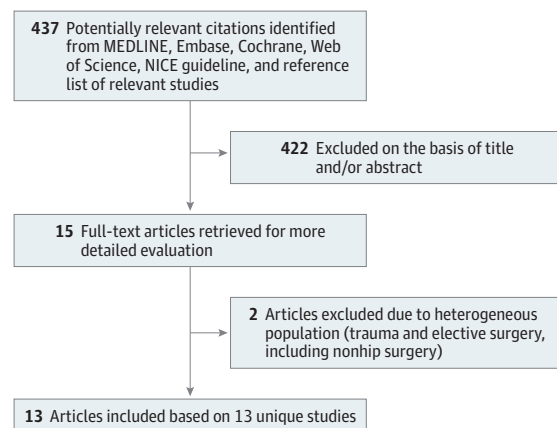 437 Potentially relevant citations identified
from MEDLINE, Embase, Cochrane, Web
of Science, NICE guideline, and reference
list of relevant studies
422 Excluded on the basis of title
and/or abstract
15 Full-text articles retrieved for more
detailed evaluation
2 Articles excluded due to heterogeneous
population (trauma and elective surgery,
including nonhip surgery)
13 Articles included based on 13 unique studies